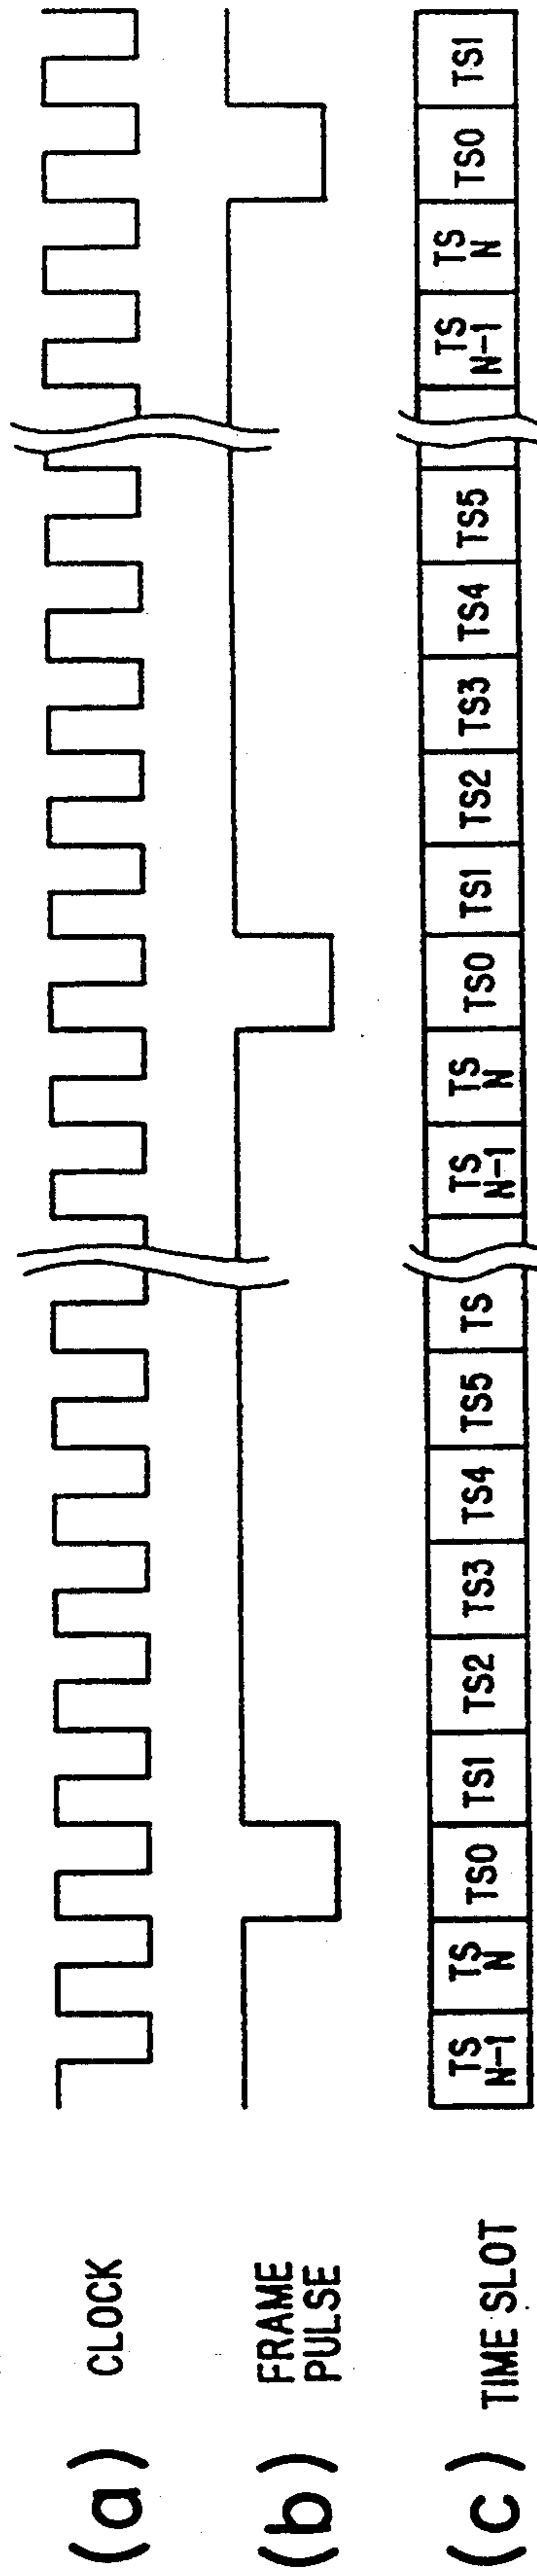 (a) CLOCK
(b) FRAME
PULSE
(c) TIME SLOT
TS N-1 TS N TS0 TS1 TS2 TS3 TS4 TS5 TS TS N-1 TS N TS0 TS1 TS2 TS3 TS4 TS5 TS N-1 TS N TS0 TS1